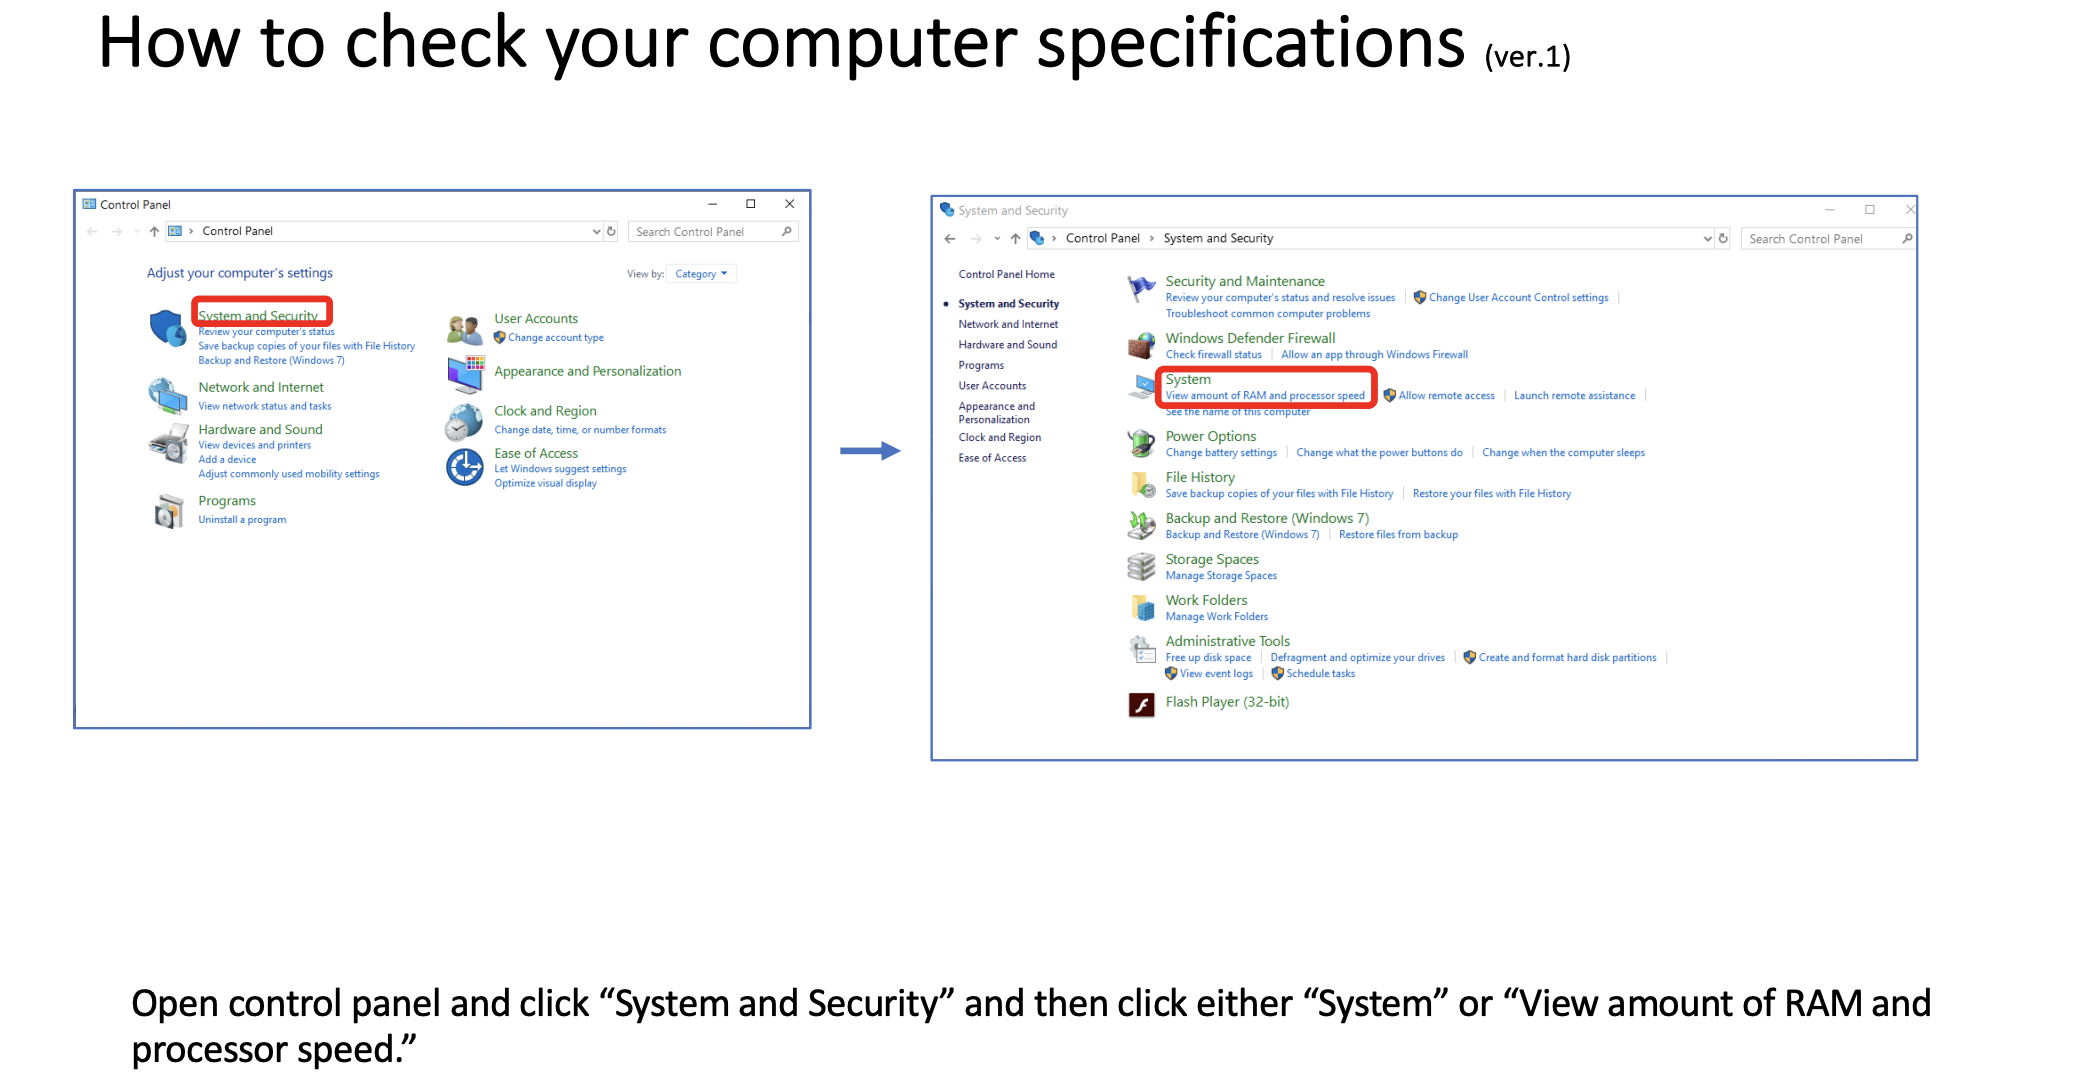 How to check your computer specifications (ver.1)
Control Panel
Control Panel
Search Control Panel
Adjust your computer's settings
View by: Category
System and Security
Review your computer's status
Save backup copies of your files with File History
Backup and Restore (Windows 7)
Network and Internet
View network status and tasks
Hardware and Sound
View devices and printers
Add a device
Adjust commonly used mobility settings
Programs
Uninstall a program
User Accounts
Change account type
Appearance and Personalization
Clock and Region
Change date, time, or number formats
Ease of Access
Let Windows suggest settings
Optimize visual display
System and Security
Control Panel System and Security
Search Control Panel
Control Panel Home
System and Security
Network and Internet
Hardware and Sound
Programs
User Accounts
Appearance and
Personalization
Clock and Region
Ease of Access
Security and Maintenance
Review your computer's status and resolve issues Change User Account Control settings
Troubleshoot common computer problems
Windows Defender Firewall
Check firewall status Allow an app through Windows Firewall
System
View amount of RAM and processor speed Allow remote access Launch remote assistance
See the name of this computer
Power Options
Change battery settings Change what the power buttons do Change when the computer sleeps
File History
Save backup copies of your files with File History Restore your files with File History
Backup and Restore (Windows 7)
Backup and Restore (Windows 7) Restore files from backup
Storage Spaces
Manage Storage Spaces
Work Folders
Manage Work Folders
Administrative Tools
Free up disk space Defragment and optimize your drives Create and format hard disk partitions
View event logs Schedule tasks
Flash Player (32-bit)
Open control panel and click “System and Security” and then click either “System” or “View amount of RAM and
processor speed.”